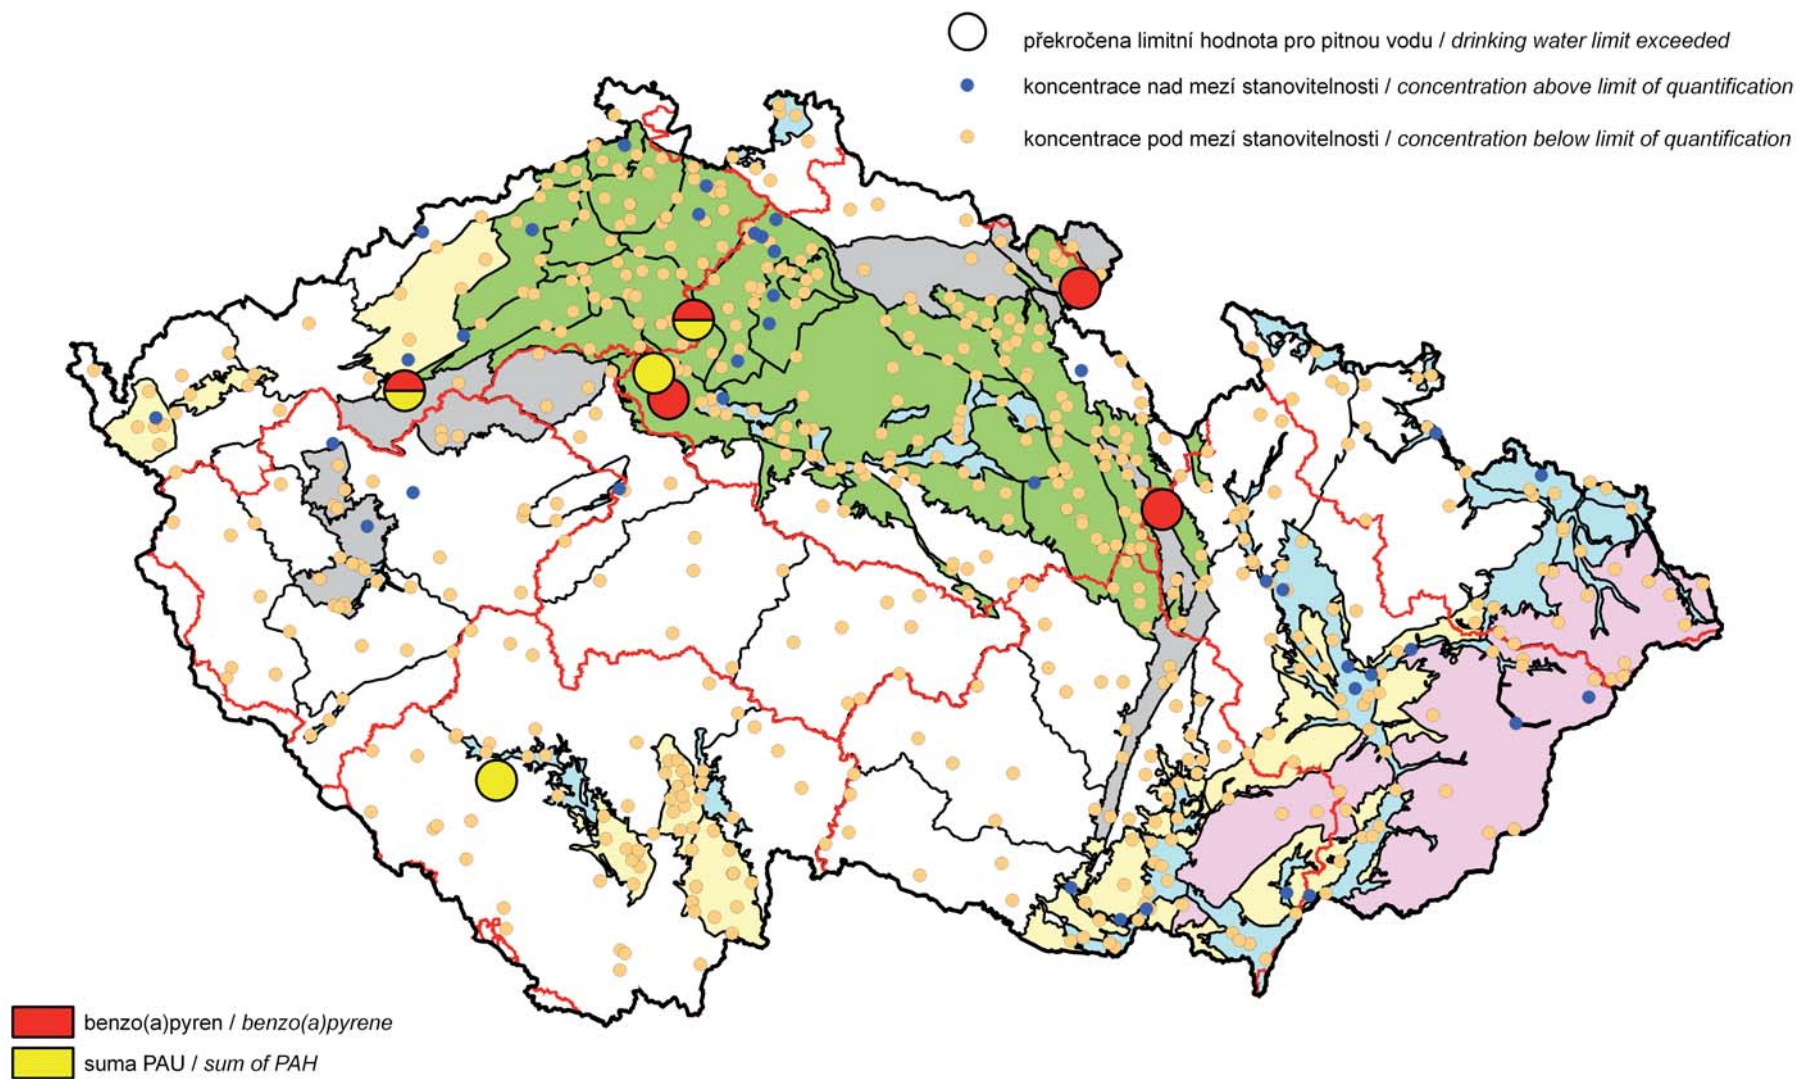 překročena limitní hodnota pro pitnou vodu / drinking water limit exceeded
koncentrace nad mezí stanovitelnosti / concentration above limit of quantification
koncentrace pod mezí stanovitelnosti / concentration below limit of quantification
benzo(a)pyren / benzo(a)pyrene
suma PAU / sum of PAH